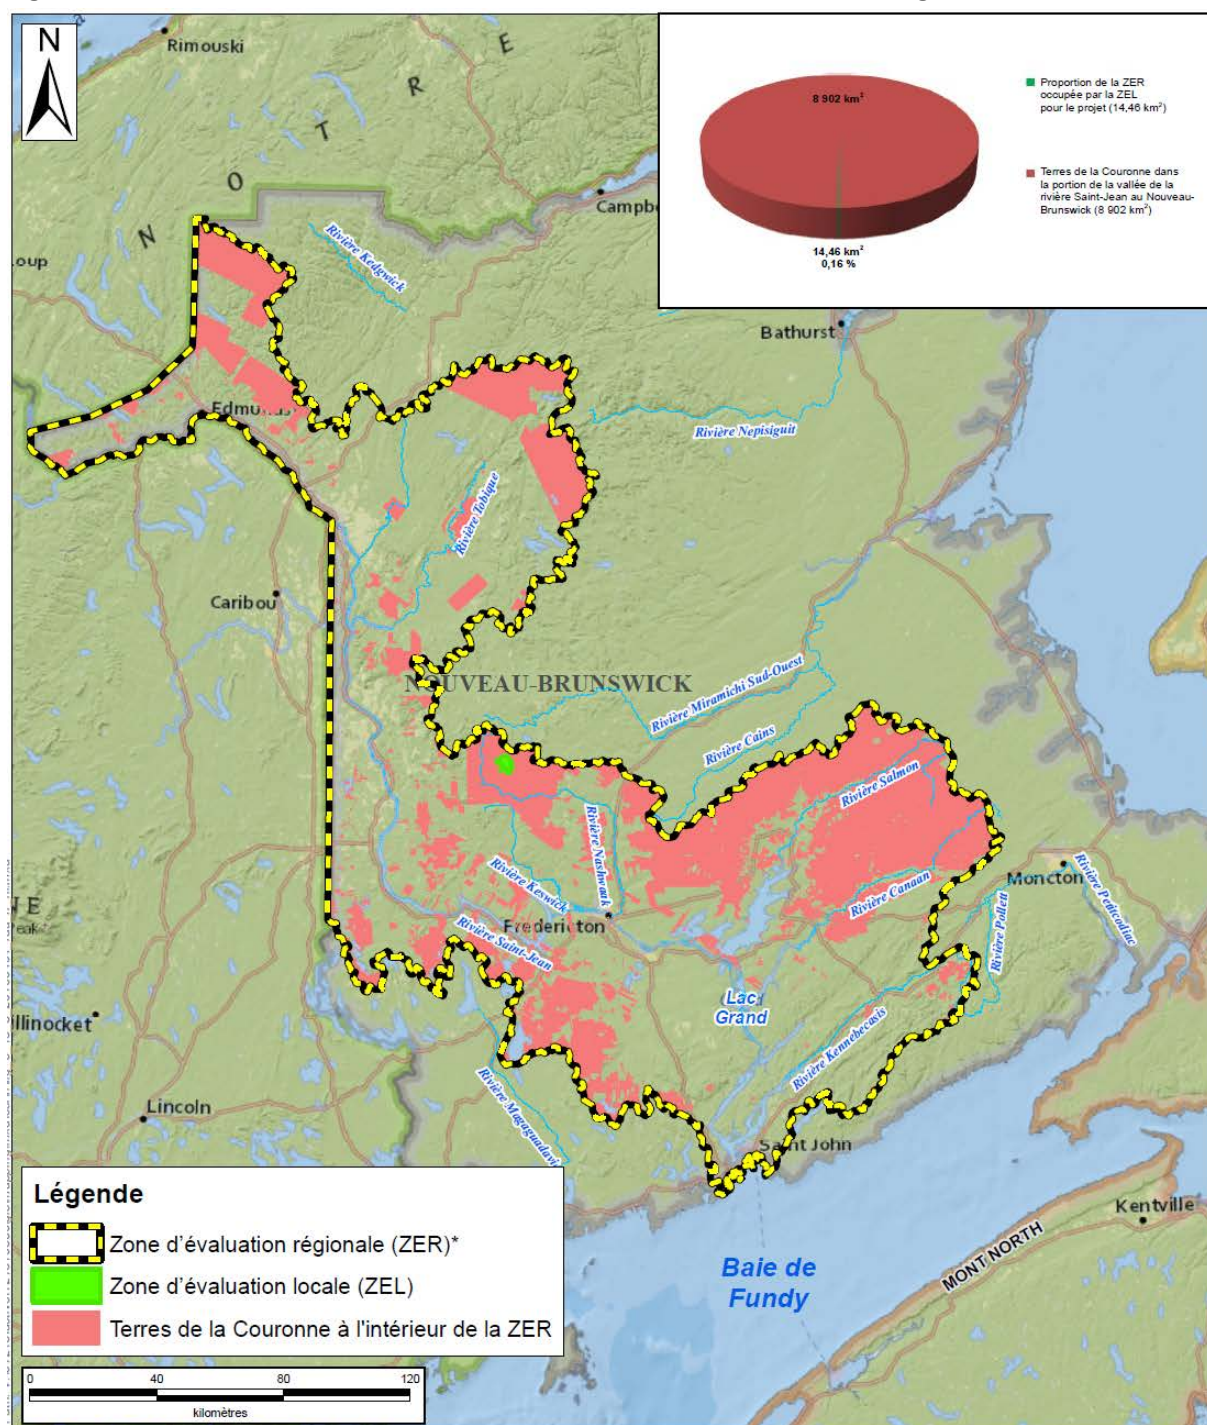 N
Rimouski
N O T R E
Campb
8 902 km²
14,46 km²
0,16 %
Proportion de la ZER
occupée par la ZEL
pour le projet (14,46 km²)
Terres de la Couronne dans
la portion de la vallée de la
rivière Saint-Jean au Nouveau-
Brunswick (8 902 km²)
oup
Rivière Kedgwick
Bathurst
Edmuns
Rivière Nepisiguit
Rivière Tobique
Caribou
NOUVEAU-BRUNSWICK
Rivière Miramichi Sud-Ouest
Rivière Cains
Rivière Salmon
Rivière Nashwaak
Rivière Keswick
Rivière Canaan
Moncton
Rivière Petitcodiac
Rivière Pollett
NE
Peak
Fredericton
Rivière Saint-Jean
Lac
Grand
Rivière Kennebecasis
illinocket
Rivière Magaguadavic
Lincoln
Saint John
Légende
Zone d'évaluation régionale (ZER)*
Zone d'évaluation locale (ZEL)
Terres de la Couronne à l'intérieur de la ZER
Kentville
MONT NORTH
Baie de
Fundy
0 40 80 120
kilomètres